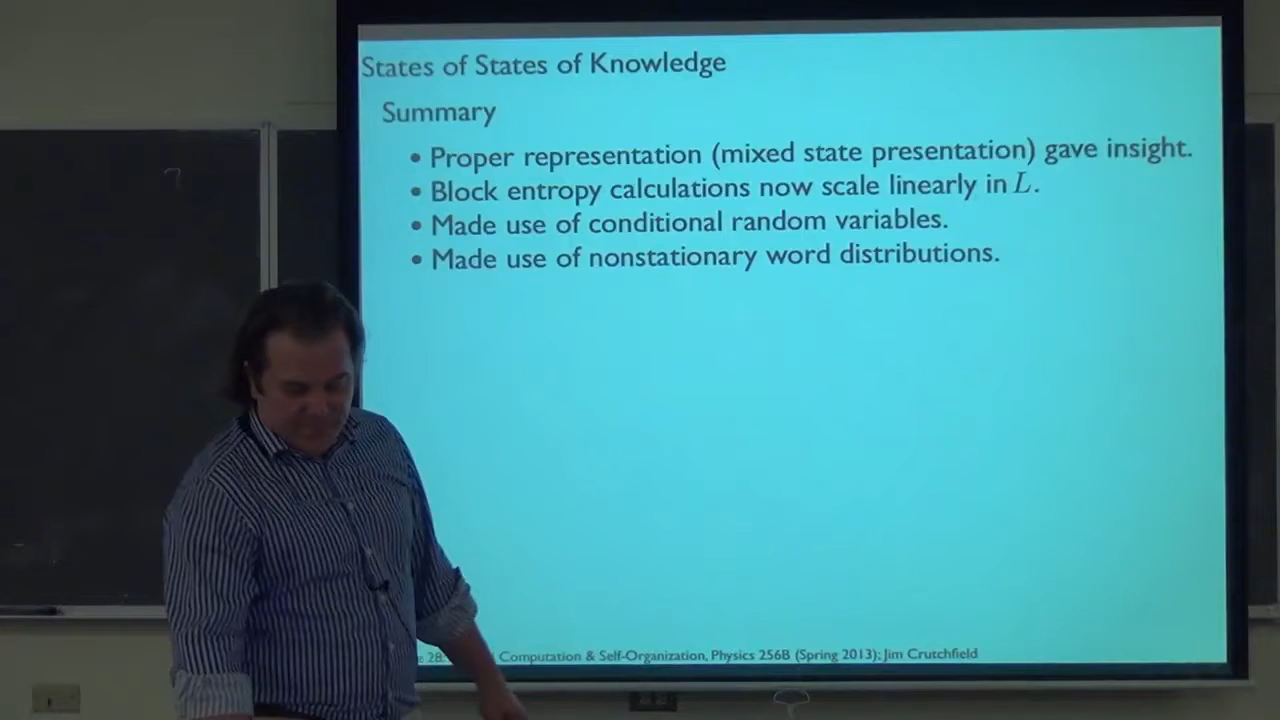 States of States of Knowledge
Summary
• Proper representation (mixed state presentation) gave insight.
• Block entropy calculations now scale linearly in L.
• Made use of conditional random variables.
• Made use of nonstationary word distributions.
28 Computation & Self-Organization, Physics 256B (Spring 2013); Jim Crutchfield